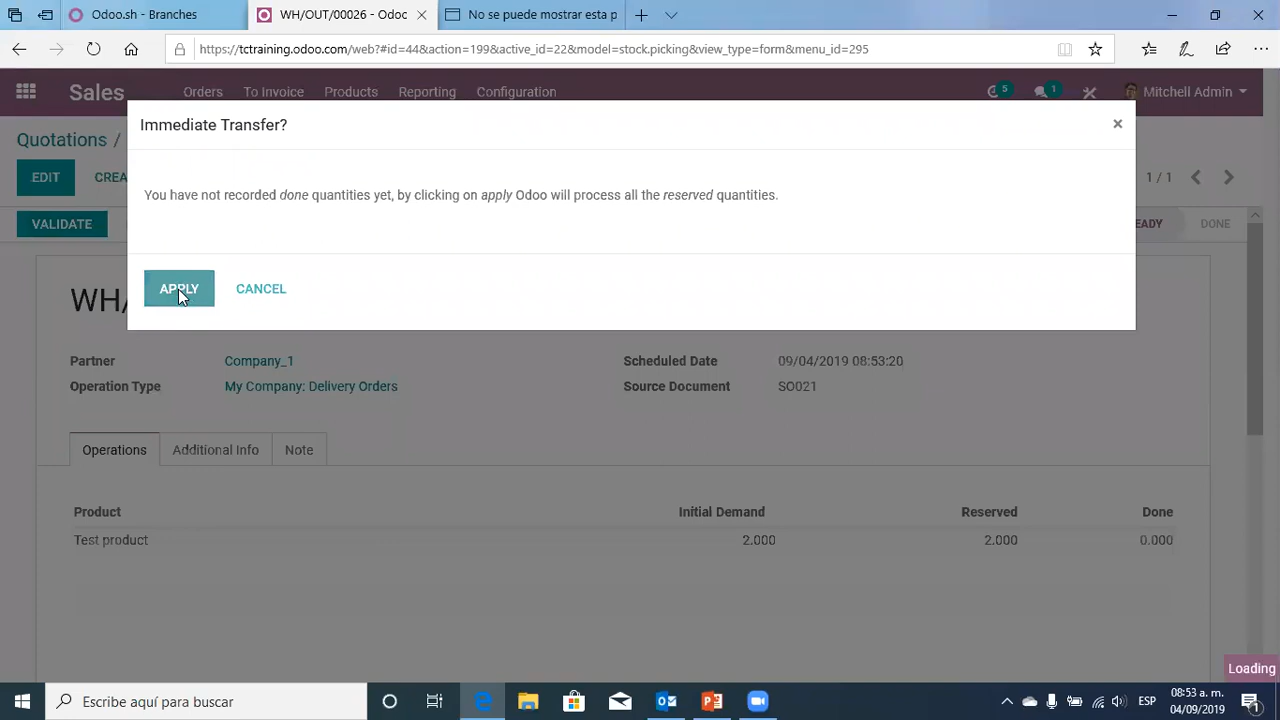 Odoo.sh - Branches
WH/OUT/00026 - Odoo
No se puede mostrar esta p
https://tctraining.odoo.com/web?#id=44&action=199&active_id=22&model=stock.picking&view_type=form&menu_id=295
Sales Orders To Invoice Products Reporting Configuration 5 1 Mitchell Admin
Immediate Transfer? ×
Quotations /
EDIT CREA 1 / 1
You have not recorded done quantities yet, by clicking on apply Odoo will process all the reserved quantities.
VALIDATE EADY DONE
APPLY CANCEL
WH/
Partner Company_1 Scheduled Date 09/04/2019 08:53:20
Operation Type My Company: Delivery Orders Source Document SO021
Operations Additional Info Note
Product Initial Demand Reserved Done
Test product 2.000 2.000 0.000
Loading
Escribe aquí para buscar ESP 08:53 a. m.
04/09/2019 1